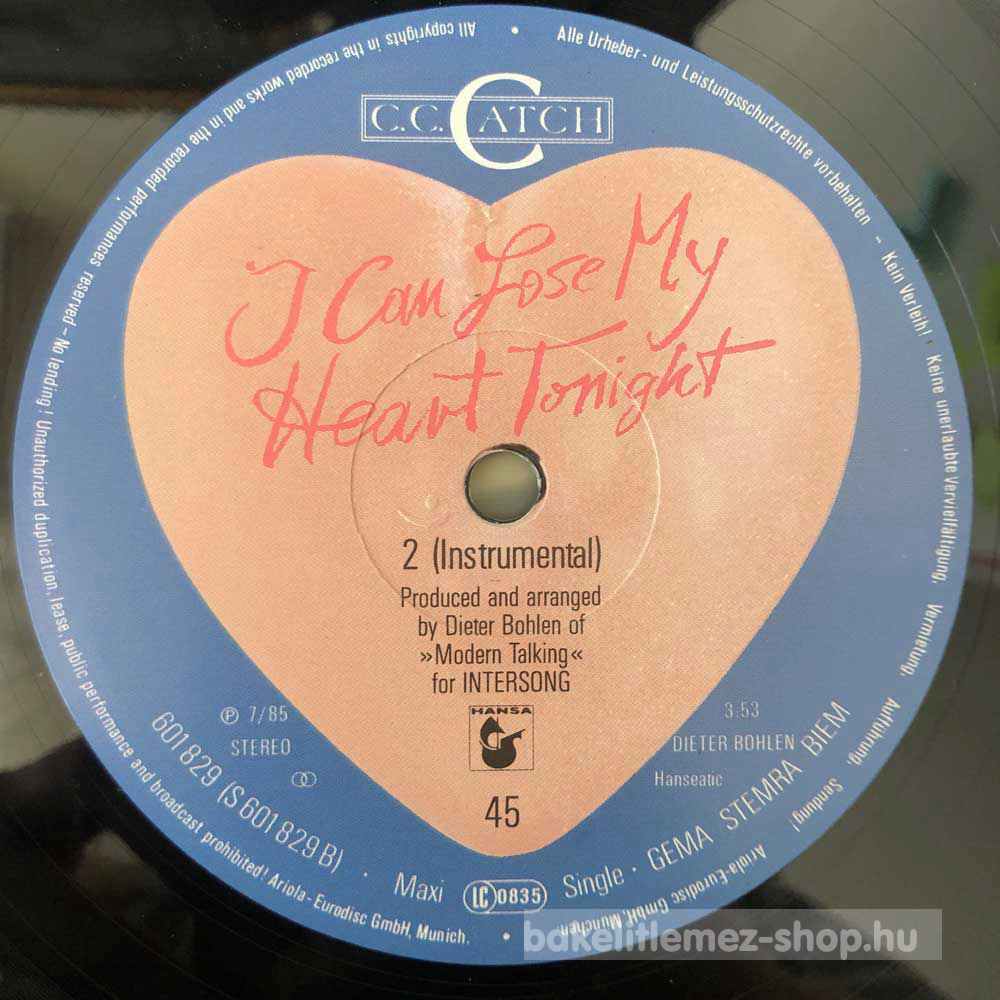 All copyrights in the recorded works and in the recorded performances reserved – No lending! Unauthorized duplication, lease, public performance and broadcast prohibited! Ariola-Eurodisc GmbH, Munich.
• Alle Urheber- und Leistungsschutzrechte vorbehalten – Kein Verleih! Keine unerlaubte Vervielfältigung, Vermietung, Aufführung, Sendung! Ariola-Eurodisc GmbH, München •
C.C.CATCH
I Can Lose My
Heart Tonight
2 (Instrumental)
Produced and arranged
by Dieter Bohlen of
»Modern Talking«
for INTERSONG
HANSA
45
℗ 7/85
STEREO
3:53
DIETER BOHLEN
Hanseatic
601 829 (S 601 829 B) • Maxi LC 0835 Single • GEMA STEMRA BIEM
bakelitlemez-shop.hu